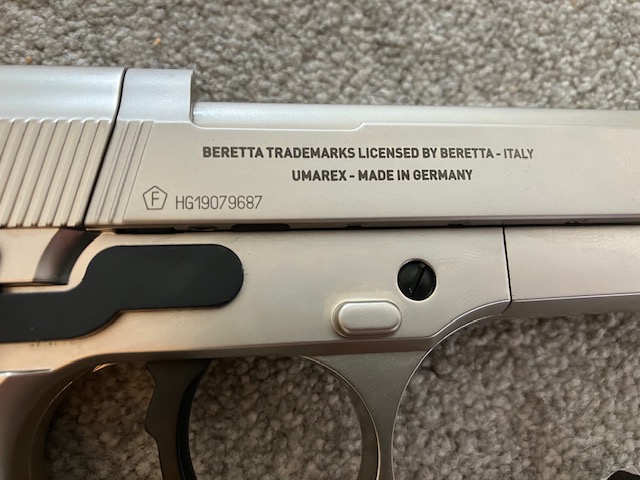 BERETTA TRADEMARKS LICENSED BY BERETTA - ITALY
UMAREX - MADE IN GERMANY
F HG19079687